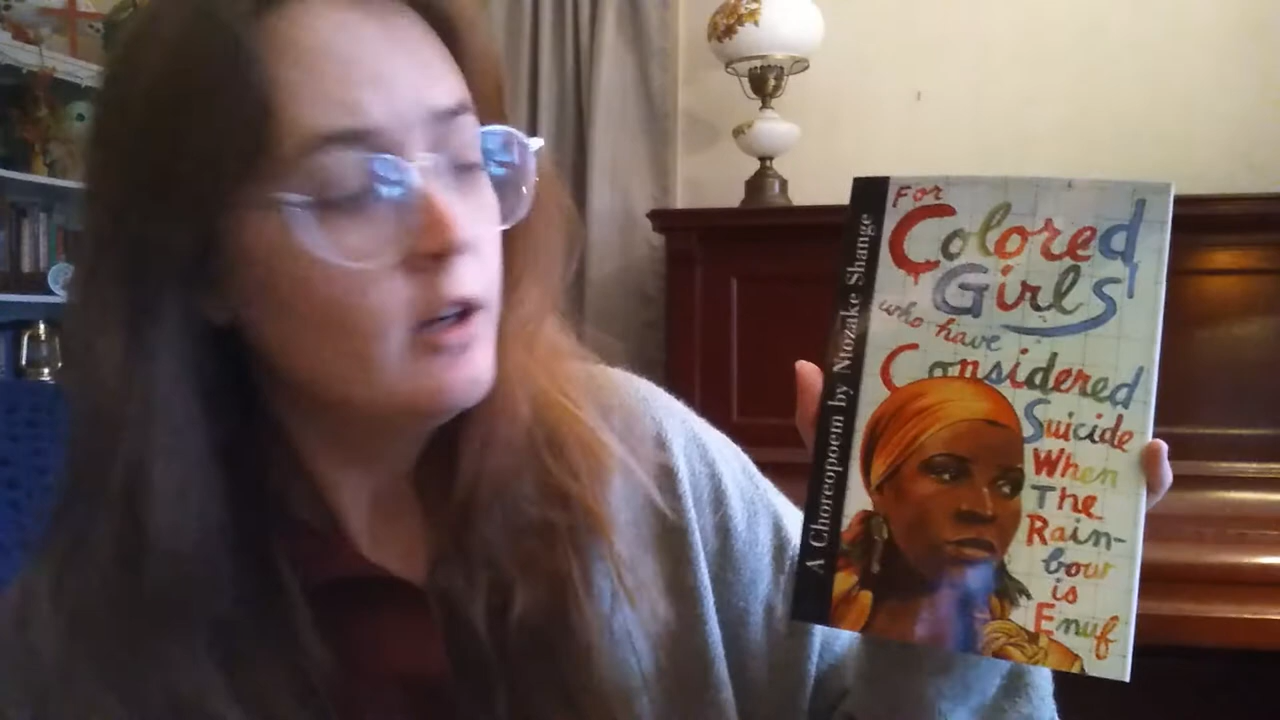 A Choreopoem by Ntozake Shange
For
Colored
Girls
who have
Considered
Suicide
When
The
Rain-
bow
is
Enuf